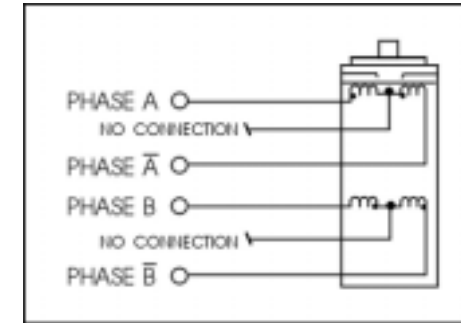 PHASE A
NO CONNECTION
PHASE A̅
PHASE B
NO CONNECTION
PHASE B̅